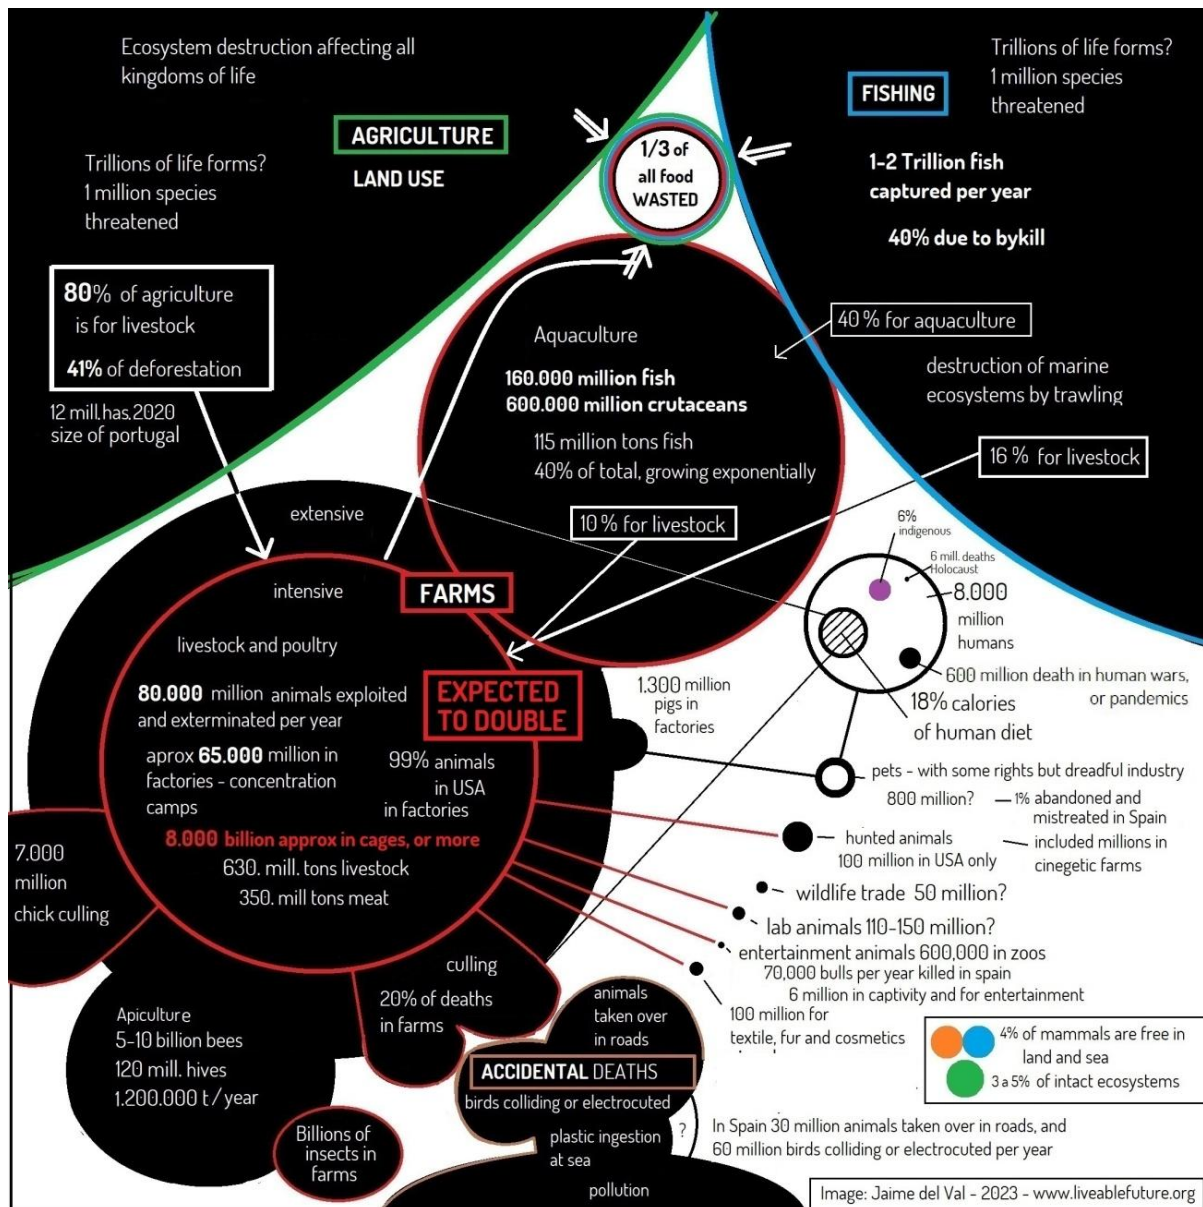 Ecosystem destruction affecting all
kingdoms of life
AGRICULTURE
LAND USE
Trillions of life forms?
1 million species
threatened
80% of agriculture
is for livestock
41% of deforestation
12 mill.has, 2020
size of portugal
1/3 of
all food
WASTED
FISHING
Trillions of life forms?
1 million species
threatened
1-2 Trillion fish
captured per year
40% due to bykill
40 % for aquaculture
destruction of marine
ecosystems by trawling
16 % for livestock
Aquaculture
160.000 million fish
600.000 million crutaceans
115 million tons fish
40% of total, growing exponentially
10 % for livestock
extensive
intensive
FARMS
livestock and poultry
80.000 million animals exploited
and exterminated per year
EXPECTED
TO DOUBLE
aprox 65.000 million in
factories - concentration
camps
99% animals
in USA
in factories
8.000 billion approx in cages, or more
630. mill. tons livestock
350. mill tons meat
7.000
million
chick culling
culling
20% of deaths
in farms
Apiculture
5-10 billion bees
120 mill. hives
1.200.000 t / year
Billions of
insects in
farms
6%
indigenous
6 mill. deaths
Holocaust
8.000
million
humans
600 million death in human wars,
or pandemics
18% calories
of human diet
1.300 million
pigs in
factories
pets - with some rights but dreadful industry
800 million?
1% abandoned and
mistreated in Spain
hunted animals
100 million in USA only
included millions in
cinegetic farms
wildlife trade 50 million?
lab animals 110-150 million?
entertainment animals 600,000 in zoos
70,000 bulls per year killed in spain
6 million in captivity and for entertainment
100 million for
textile, fur and cosmetics
4% of mammals are free in
land and sea
3 a 5% of intact ecosystems
animals
taken over
in roads
ACCIDENTAL DEATHS
birds colliding or electrocuted
plastic ingestion
at sea
?
pollution
In Spain 30 million animals taken over in roads, and
60 million birds colliding or electrocuted per year
Image: Jaime del Val - 2023 - www.liveablefuture.org